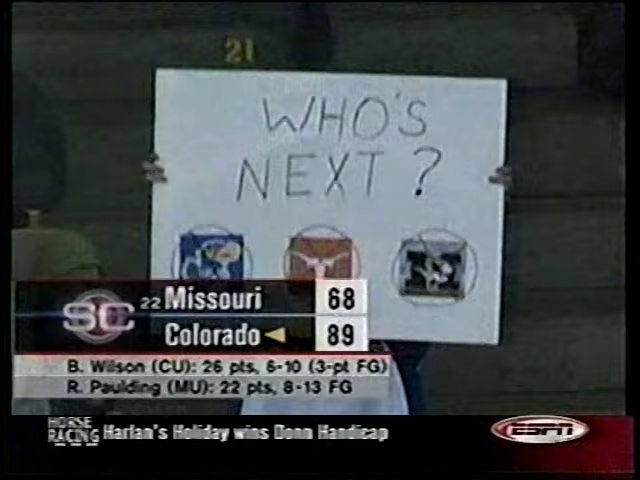 21
WHO'S
NEXT?
SC
22 Missouri 68
Colorado 89
B. Wilson (CU): 26 pts, 6-10 (3-pt FG)
R. Paulding (MU): 22 pts, 8-13 FG
HORSE
RACING
Harlan's Holiday wins Donn Handicap
ESPN